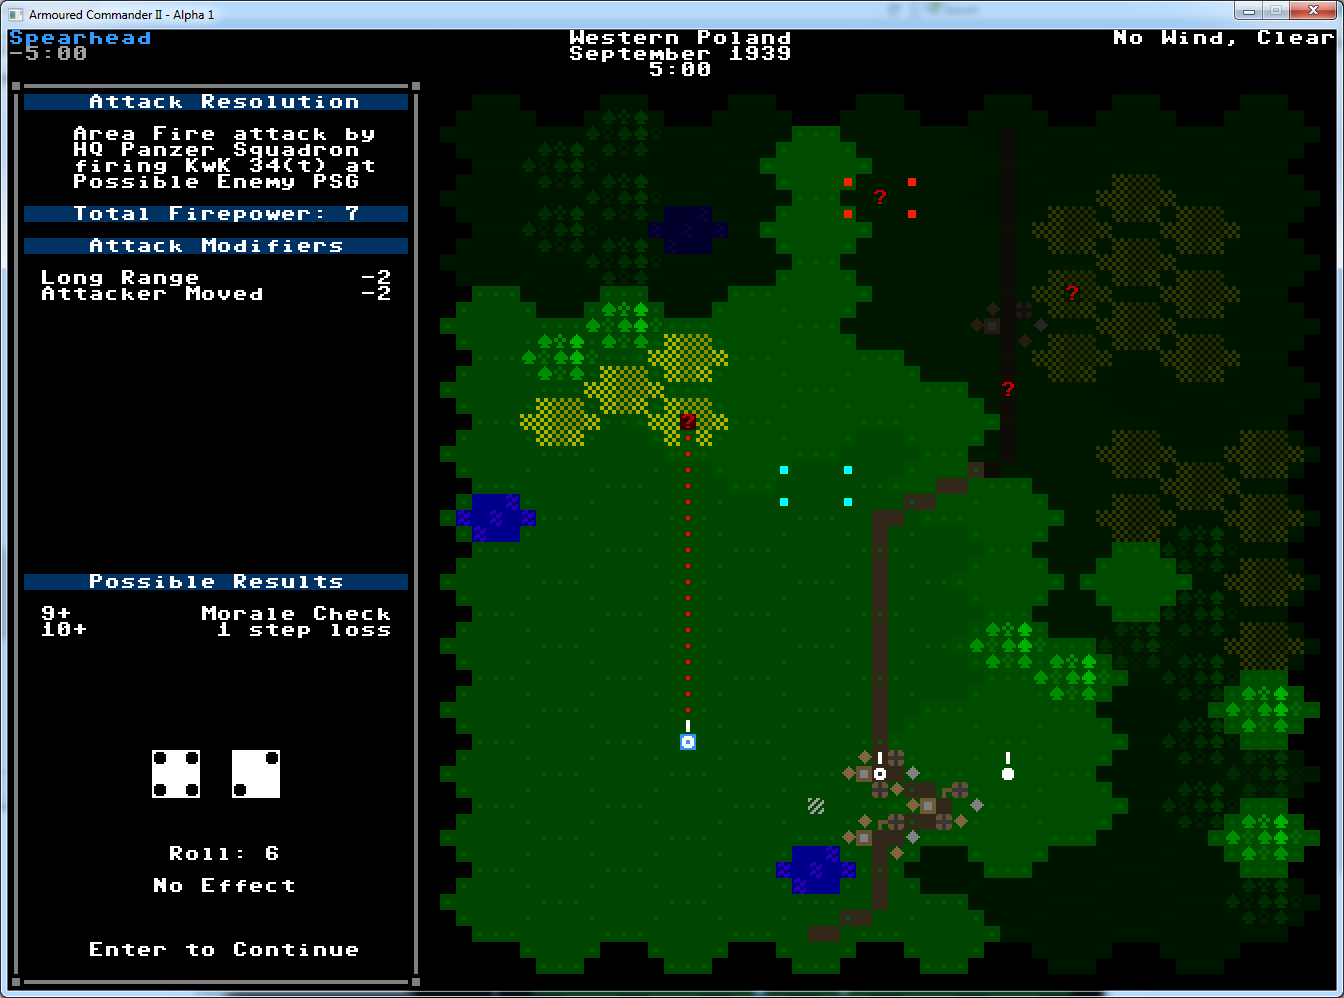 Armoured Commander II - Alpha 1
Spearhead
-5:00
Western Poland
September 1939
5:00
No Wind, Clear
Attack Resolution
Area Fire attack by
HQ Panzer Squadron
firing KwK 34(t) at
Possible Enemy PSG
Total Firepower: 7
Attack Modifiers
Long Range -2
Attacker Moved -2
?
?
?
?
Possible Results
9+ Morale Check
10+ 1 step loss
Roll: 6
No Effect
Enter to Continue